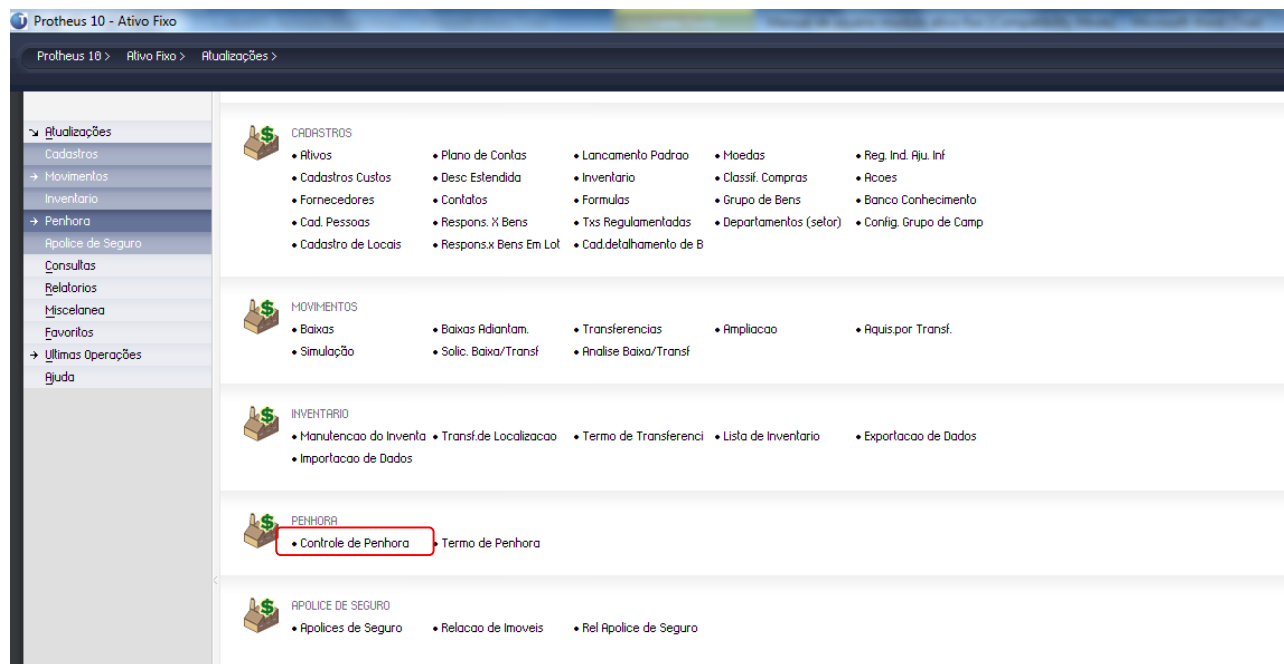 Protheus 10 - Ativo Fixo
Protheus 10 > Ativo Fixo > Atualizações >
Atualizações
Cadastros
Movimentos
Inventario
Penhora
Apolice de Seguro
Consultas
Relatorios
Miscelanea
Favoritos
Ultimas Operações
Ajuda
CADASTROS
• Ativos • Plano de Contas • Lancamento Padrao • Moedas • Reg. Ind. Aju. Inf
• Cadastros Custos • Desc Estendida • Inventario • Classif. Compras • Acoes
• Fornecedores • Contatos • Formulas • Grupo de Bens • Banco Conhecimento
• Cad. Pessoas • Respons. X Bens • Txs Regulamentadas • Departamentos (setor) • Config. Grupo de Camp
• Cadastro de Locais • Respons.x Bens Em Lot • Cad.detalhamento de B
MOVIMENTOS
• Baixas • Baixas Adiantam. • Transferencias • Ampliacao • Aquis.por Transf.
• Simulação • Solic. Baixa/Transf • Analise Baixa/Transf
INVENTARIO
• Manutencao do Inventa • Transf.de Localizacao • Termo de Transferenci • Lista de Inventario • Exportacao de Dados
• Importacao de Dados
PENHORA
• Controle de Penhora • Termo de Penhora
APOLICE DE SEGURO
• Apolices de Seguro • Relacao de Imoveis • Rel Apolice de Seguro